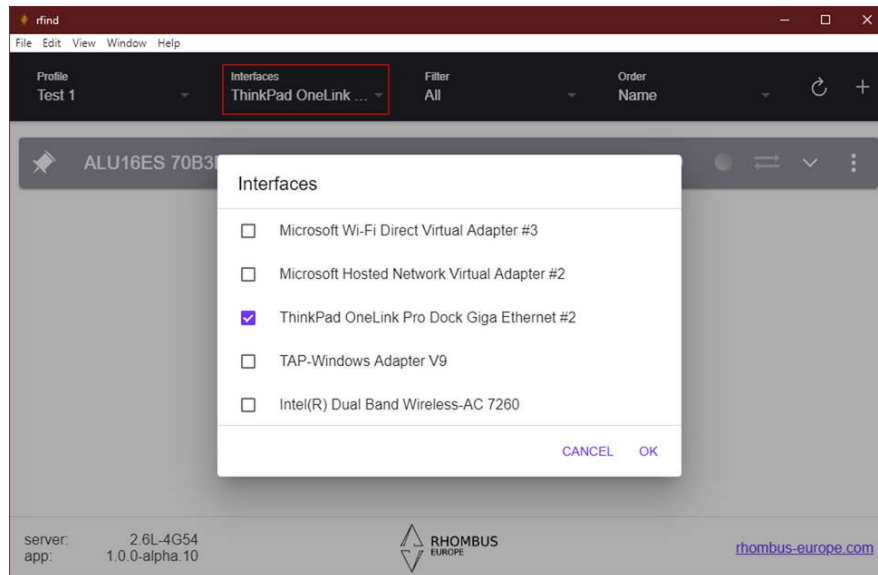 rfind
File Edit View Window Help
Profile Interfaces Filter Order
Test 1 ThinkPad OneLink ... All Name
ALU16ES 70B3
Interfaces
Microsoft Wi-Fi Direct Virtual Adapter #3
Microsoft Hosted Network Virtual Adapter #2
ThinkPad OneLink Pro Dock Giga Ethernet #2
TAP-Windows Adapter V9
Intel(R) Dual Band Wireless-AC 7260
CANCEL OK
server: 2.6L-4G54
app: 1.0.0-alpha.10
RHOMBUS
EUROPE
rhombus-europe.com